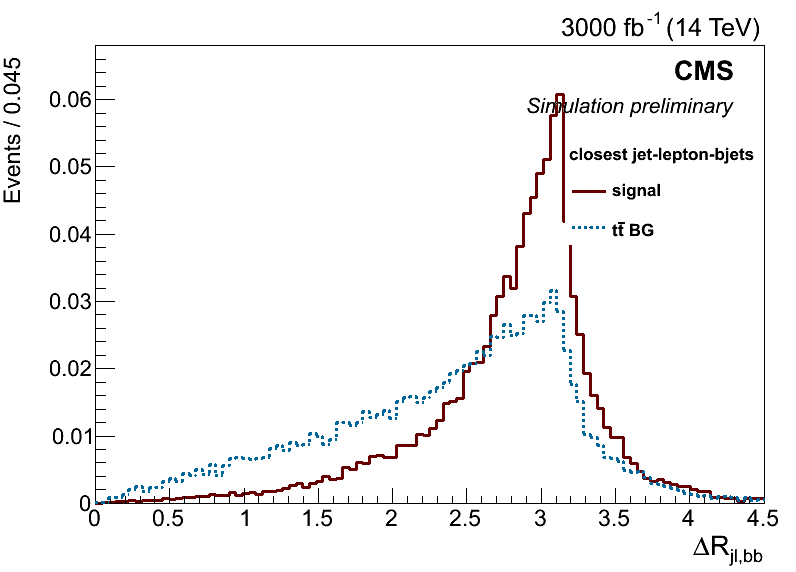 3000 fb⁻¹ (14 TeV)
Events / 0.045
CMS
Simulation preliminary
closest jet-lepton-bjets
signal
tt̄ BG
0.06
0.05
0.04
0.03
0.02
0.01
0
0 0.5 1 1.5 2 2.5 3 3.5 4 4.5
ΔR_jl,bb